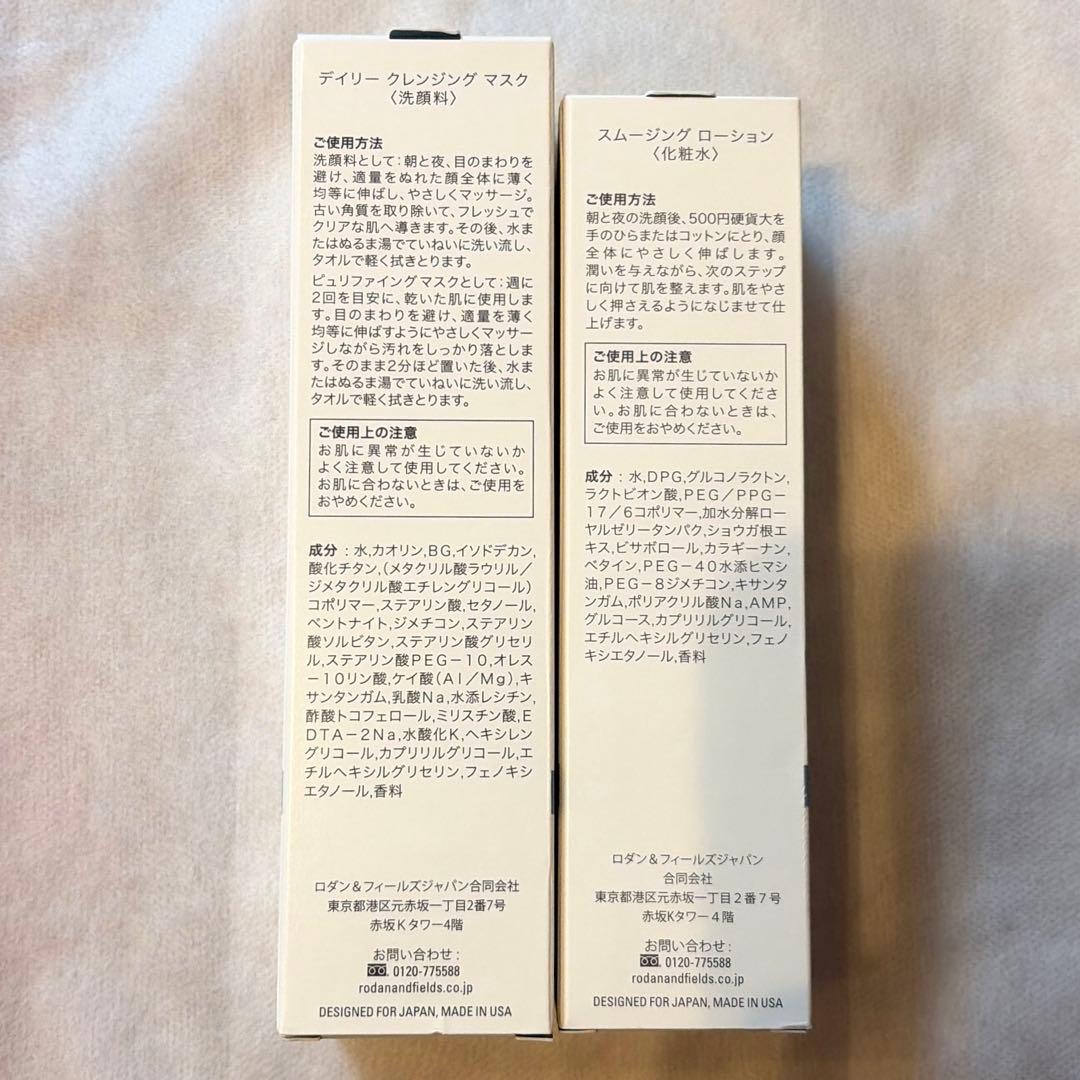 デイリー クレンジング マスク
〈洗顔料〉
ご使用方法
洗顔料として：朝と夜、目のまわりを
避け、適量をぬれた顔全体に薄く
均等に伸ばし、やさしくマッサージ。
古い角質を取り除いて、フレッシュで
クリアな肌へ導きます。その後、水ま
たはぬるま湯でていねいに洗い流し、
タオルで軽く拭きとります。
ピュリファイングマスクとして：週に
2回を目安に、乾いた肌に使用しま
す。目のまわりを避け、適量を薄く
均等に伸ばすようにやさしくマッサー
ジしながら汚れをしっかり落としま
す。そのまま2分ほど置いた後、水ま
たはぬるま湯でていねいに洗い流し、
タオルで軽く拭きとります。
ご使用上の注意
お肌に異常が生じていないか
よく注意して使用してください。
お肌に合わないときは、ご使用を
おやめください。
成分：水,カオリン,BG,イソドデカン,
酸化チタン,（メタクリル酸ラウリル／
ジメタクリル酸エチレングリコール）
コポリマー,ステアリン酸,セタノール,
ベントナイト,ジメチコン,ステアリン
酸ソルビタン,ステアリン酸グリセリ
ル,ステアリン酸PEG－10,オレス
－10リン酸,ケイ酸（Al／Mg）,キ
サンタンガム,乳酸Na,水添レシチン,
酢酸トコフェロール,ミリスチン酸,E
DTA－2Na,水酸化K,ヘキシレン
グリコール,カプリリルグリコール,エ
チルヘキシルグリセリン,フェノキシ
エタノール,香料
ロダン＆フィールズジャパン合同会社
東京都港区元赤坂一丁目2番7号
赤坂Kタワー4階
お問い合わせ：
0120-775588
rodanandfields.co.jp
DESIGNED FOR JAPAN, MADE IN USA
スムージング ローション
〈化粧水〉
ご使用方法
朝と夜の洗顔後、500円硬貨大を
手のひらまたはコットンにとり、顔
全体にやさしく伸ばします。
潤いを与えながら、次のステップ
に向けて肌を整えます。肌をやさ
しく押さえるようになじませて仕
上げます。
ご使用上の注意
お肌に異常が生じていないか
よく注意して使用してくださ
い。お肌に合わないときは、
ご使用をおやめください。
成分：水,DPG,グルコノラクトン,
ラクトビオン酸,PEG／PPG－
17／6コポリマー,加水分解ロー
ヤルゼリータンパク,ショウガ根エ
キス,ビサボロール,カラギーナン,
ベタイン,PEG－40水添ヒマシ
油,PEG－8ジメチコン,キサンタ
ンガム,ポリアクリル酸Na,AMP,
グルコース,カプリリルグリコール,
エチルヘキシルグリセリン,フェノ
キシエタノール,香料
ロダン＆フィールズジャパン
合同会社
東京都港区元赤坂一丁目２番７号
赤坂Kタワー４階
お問い合わせ：
0120-775588
rodanandfields.co.jp
DESIGNED FOR JAPAN, MADE IN USA